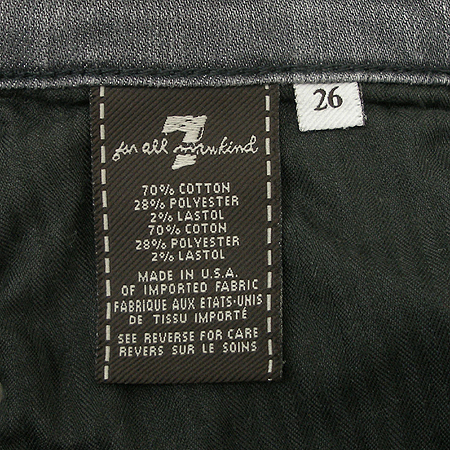 7
for all mankind
26
70% COTTON
28% POLYESTER
2% LASTOL
70% COTON
28% POLYESTER
2% LASTOL
MADE IN U.S.A.
OF IMPORTED FABRIC
FABRIQUE AUX ETATS-UNIS
DE TISSU IMPORTÉ
SEE REVERSE FOR CARE
REVERS SUR LE SOINS